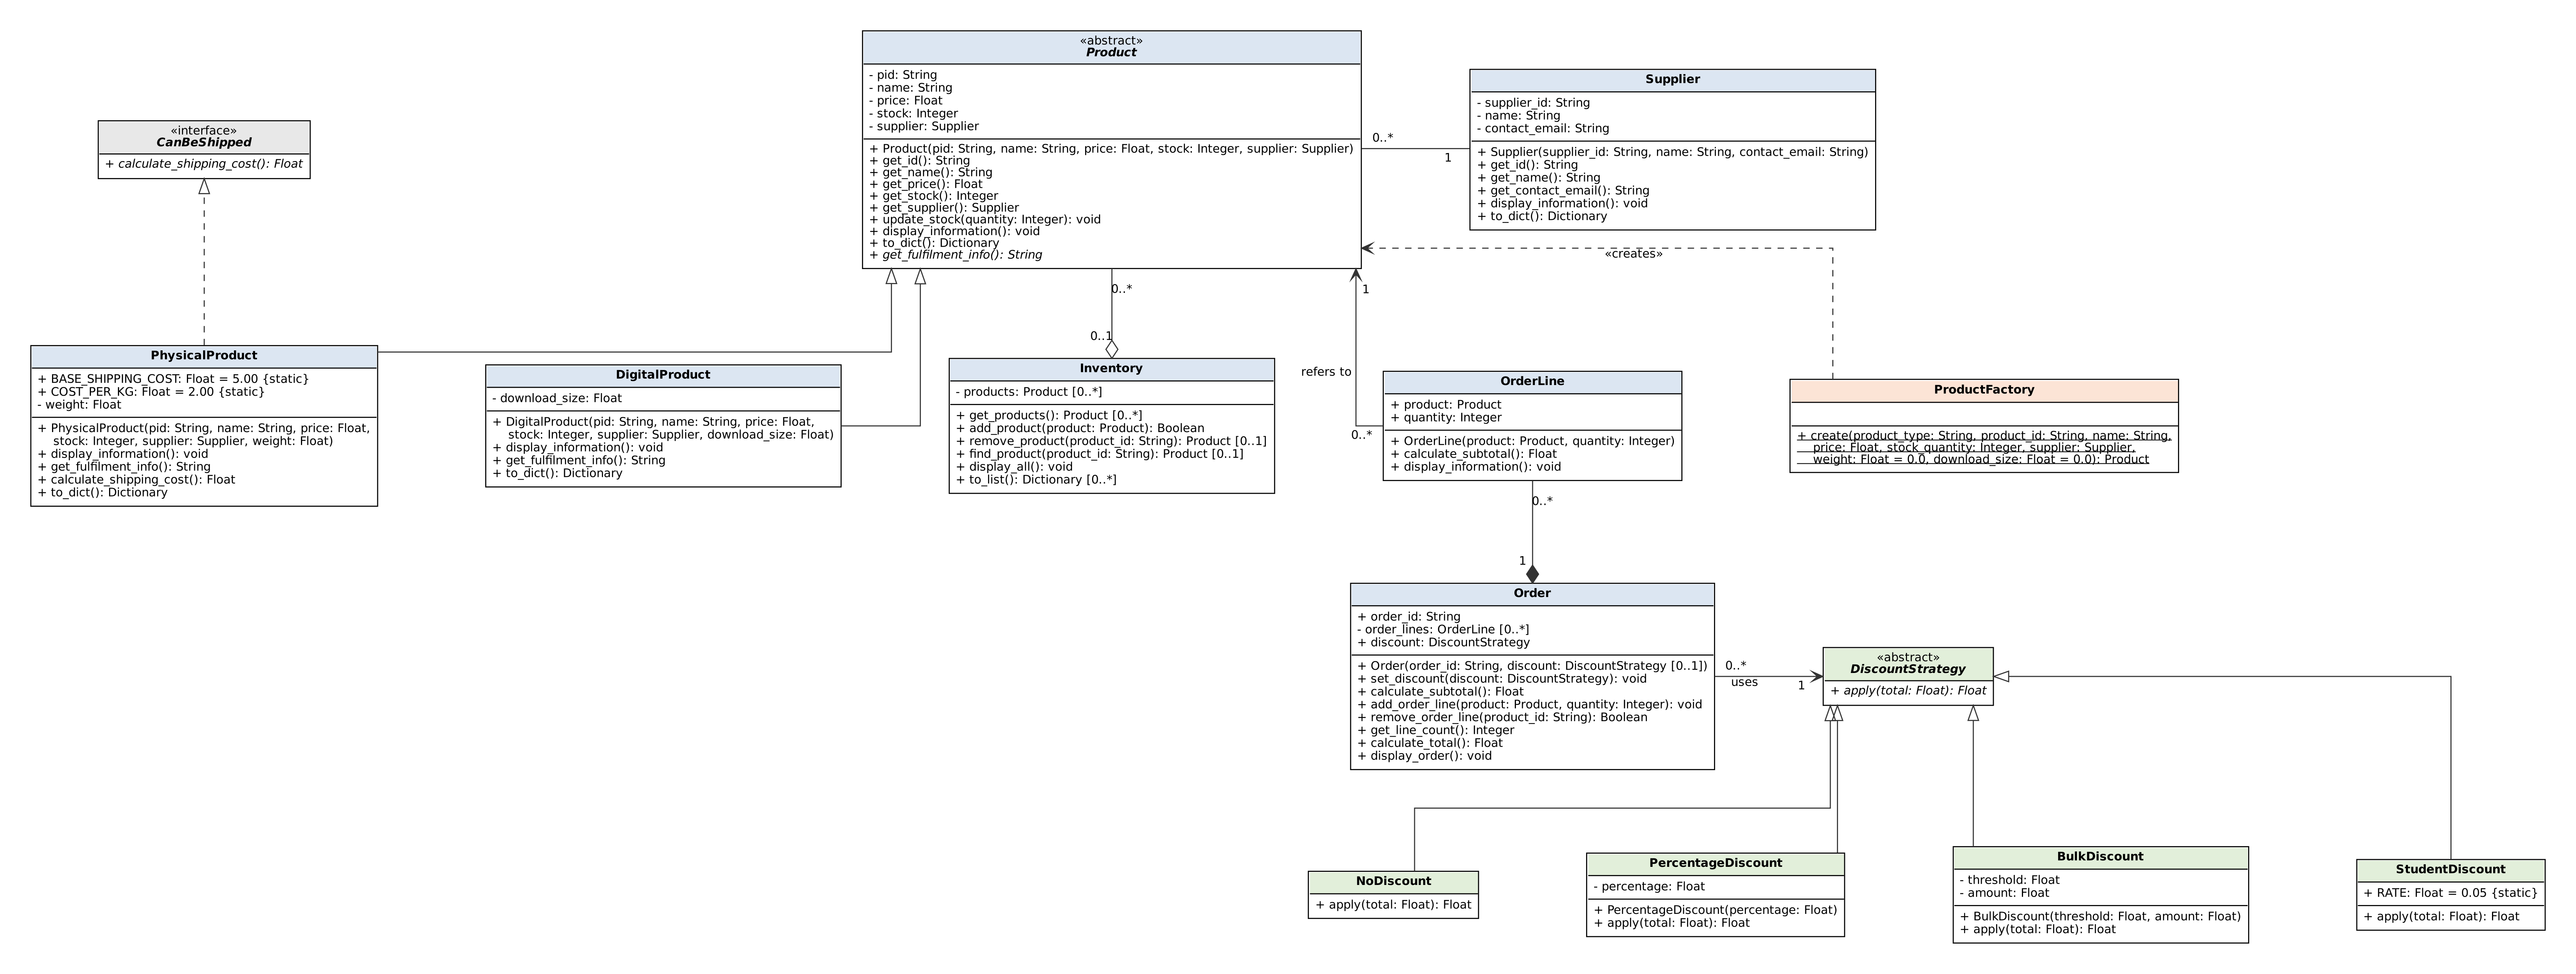 «abstract»
Product
- pid: String
- name: String
- price: Float
- stock: Integer
- supplier: Supplier
+ Product(pid: String, name: String, price: Float, stock: Integer, supplier: Supplier)
+ get_id(): String
+ get_name(): String
+ get_price(): Float
+ get_stock(): Integer
+ get_supplier(): Supplier
+ update_stock(quantity: Integer): void
+ display_information(): void
+ to_dict(): Dictionary
+ get_fulfilment_info(): String
0..*
1
Supplier
- supplier_id: String
- name: String
- contact_email: String
+ Supplier(supplier_id: String, name: String, contact_email: String)
+ get_id(): String
+ get_name(): String
+ get_contact_email(): String
+ display_information(): void
+ to_dict(): Dictionary
«interface»
CanBeShipped
+ calculate_shipping_cost(): Float
«creates»
0..*
0..1
1
refers to
0..*
PhysicalProduct
+ BASE_SHIPPING_COST: Float = 5.00 {static}
+ COST_PER_KG: Float = 2.00 {static}
- weight: Float
+ PhysicalProduct(pid: String, name: String, price: Float,
stock: Integer, supplier: Supplier, weight: Float)
+ display_information(): void
+ get_fulfilment_info(): String
+ calculate_shipping_cost(): Float
+ to_dict(): Dictionary
DigitalProduct
- download_size: Float
+ DigitalProduct(pid: String, name: String, price: Float,
stock: Integer, supplier: Supplier, download_size: Float)
+ display_information(): void
+ get_fulfilment_info(): String
+ to_dict(): Dictionary
Inventory
- products: Product [0..*]
+ get_products(): Product [0..*]
+ add_product(product: Product): Boolean
+ remove_product(product_id: String): Product [0..1]
+ find_product(product_id: String): Product [0..1]
+ display_all(): void
+ to_list(): Dictionary [0..*]
OrderLine
+ product: Product
+ quantity: Integer
+ OrderLine(product: Product, quantity: Integer)
+ calculate_subtotal(): Float
+ display_information(): void
ProductFactory
+ create(product_type: String, product_id: String, name: String,
price: Float, stock_quantity: Integer, supplier: Supplier,
weight: Float = 0.0, download_size: Float = 0.0): Product
0..*
1
Order
+ order_id: String
- order_lines: OrderLine [0..*]
+ discount: DiscountStrategy
+ Order(order_id: String, discount: DiscountStrategy [0..1])
+ set_discount(discount: DiscountStrategy): void
+ calculate_subtotal(): Float
+ add_order_line(product: Product, quantity: Integer): void
+ remove_order_line(product_id: String): Boolean
+ get_line_count(): Integer
+ calculate_total(): Float
+ display_order(): void
0..*
uses
1
«abstract»
DiscountStrategy
+ apply(total: Float): Float
NoDiscount
+ apply(total: Float): Float
PercentageDiscount
- percentage: Float
+ PercentageDiscount(percentage: Float)
+ apply(total: Float): Float
BulkDiscount
- threshold: Float
- amount: Float
+ BulkDiscount(threshold: Float, amount: Float)
+ apply(total: Float): Float
StudentDiscount
+ RATE: Float = 0.05 {static}
+ apply(total: Float): Float